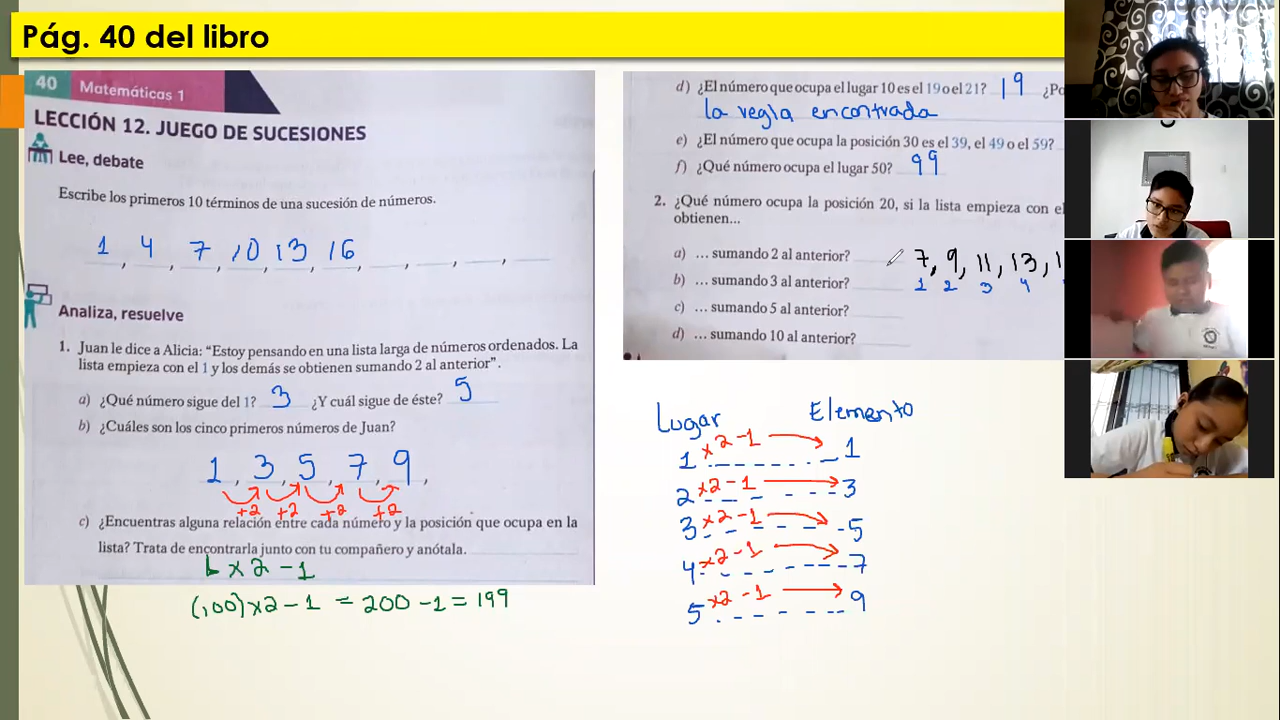 Pág. 40 del libro
40 Matemáticas 1
LECCIÓN 12. JUEGO DE SUCESIONES
Lee, debate
Escribe los primeros 10 términos de una sucesión de números.
1, 4, 7, 10, 13, 16, , , ,
Analiza, resuelve
1. Juan le dice a Alicia: “Estoy pensando en una lista larga de números ordenados. La
lista empieza con el 1 y los demás se obtienen sumando 2 al anterior”.
a) ¿Qué número sigue del 1? 3 ¿Y cuál sigue de éste? 5
b) ¿Cuáles son los cinco primeros números de Juan?
1, 3, 5, 7, 9,
+2 +2 +2 +2
c) ¿Encuentras alguna relación entre cada número y la posición que ocupa en la
lista? Trata de encontrarla junto con tu compañero y anótala.
L x 2 - 1
(100) x 2 - 1 = 200 - 1 = 199
d) ¿El número que ocupa el lugar 10 es el 19 o el 21? 19 ¿Po
la regla encontrada
e) ¿El número que ocupa la posición 30 es el 39, el 49 o el 59?
f) ¿Qué número ocupa el lugar 50? 99
2. ¿Qué número ocupa la posición 20, si la lista empieza con el
obtienen...
a) ... sumando 2 al anterior? 7, 9, 11, 13, 1
1 2 3 4
b) ... sumando 3 al anterior?
c) ... sumando 5 al anterior?
d) ... sumando 10 al anterior?
Lugar Elemento
1 x2-1 1
2 x2-1 3
3 x2-1 5
4 x2-1 7
5 x2-1 9